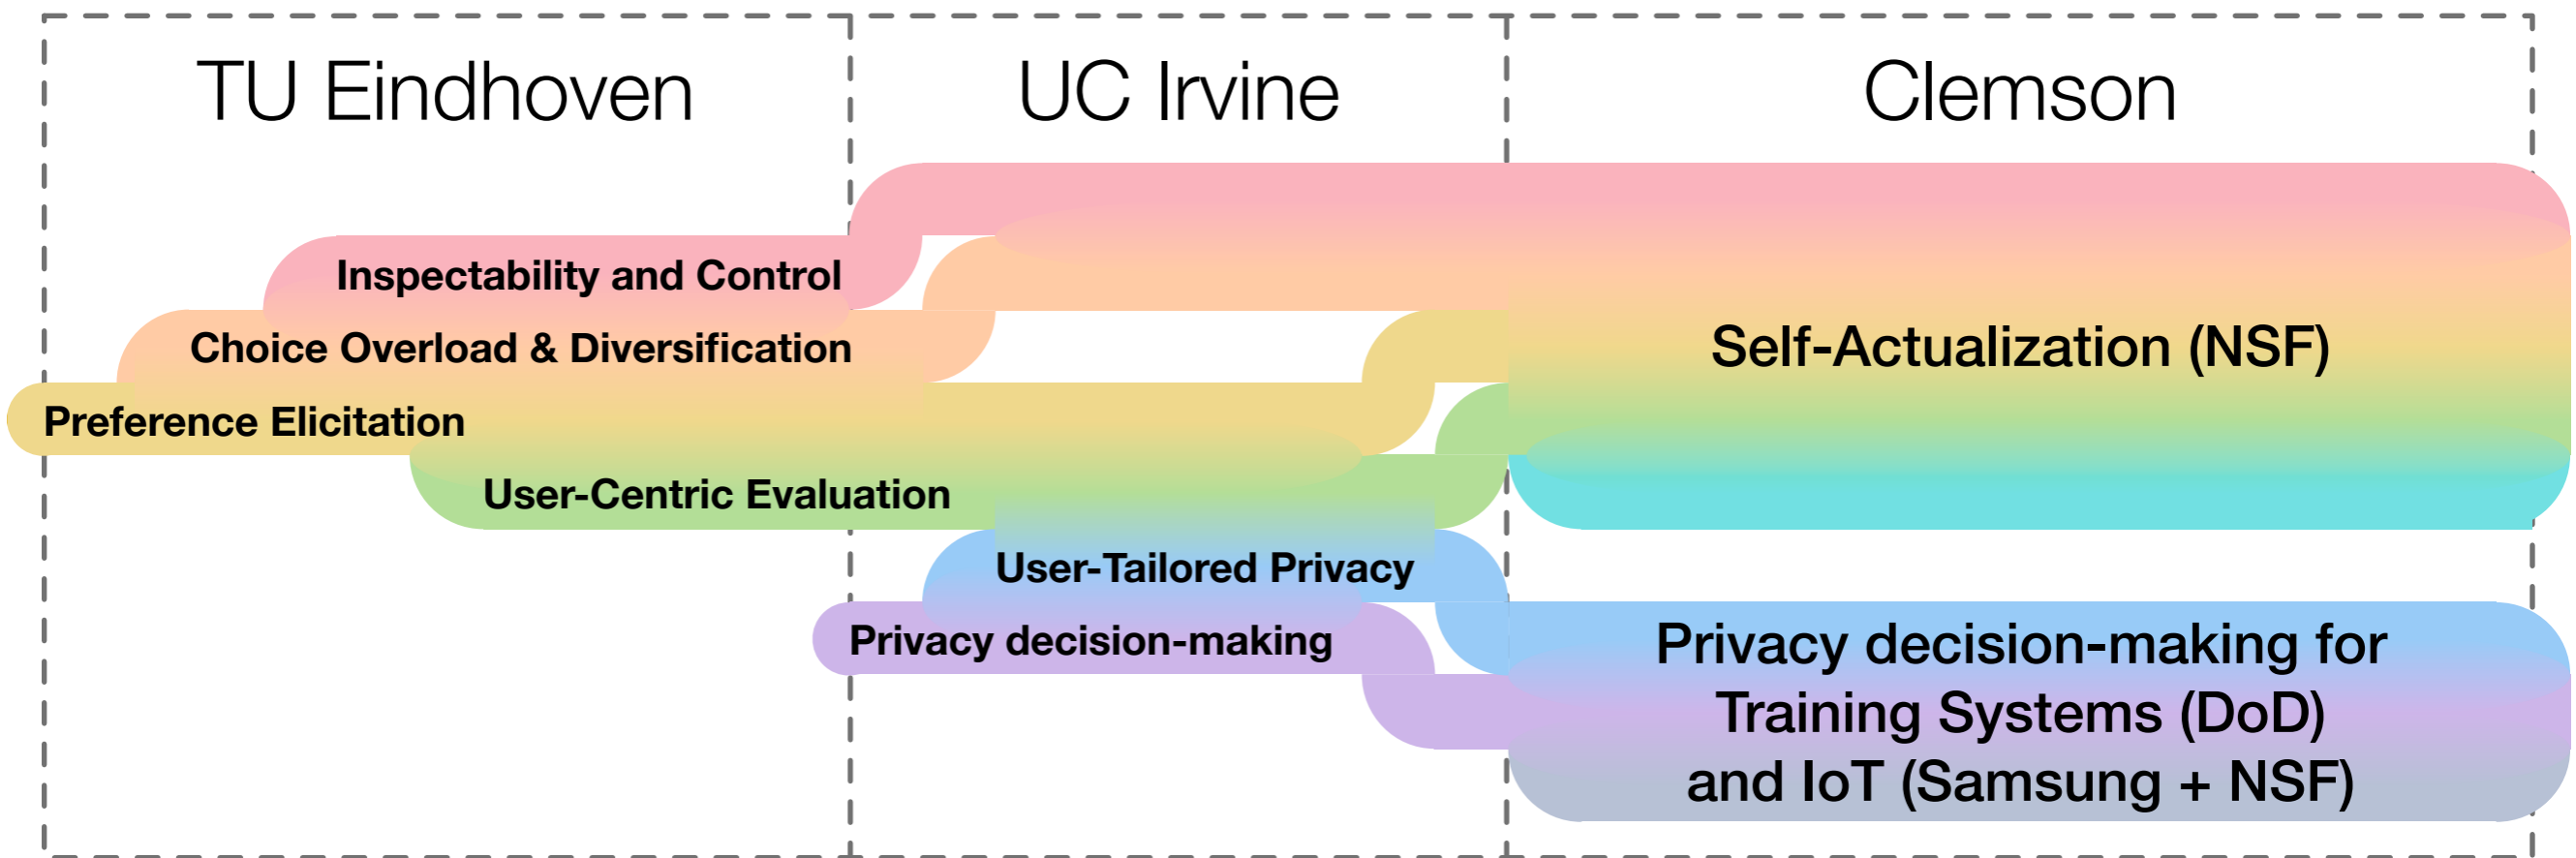 TU Eindhoven
UC Irvine
Clemson
Inspectability and Control
Choice Overload & Diversification
Preference Elicitation
User-Centric Evaluation
User-Tailored Privacy
Privacy decision-making
Self-Actualization (NSF)
Privacy decision-making for
Training Systems (DoD)
and IoT (Samsung + NSF)